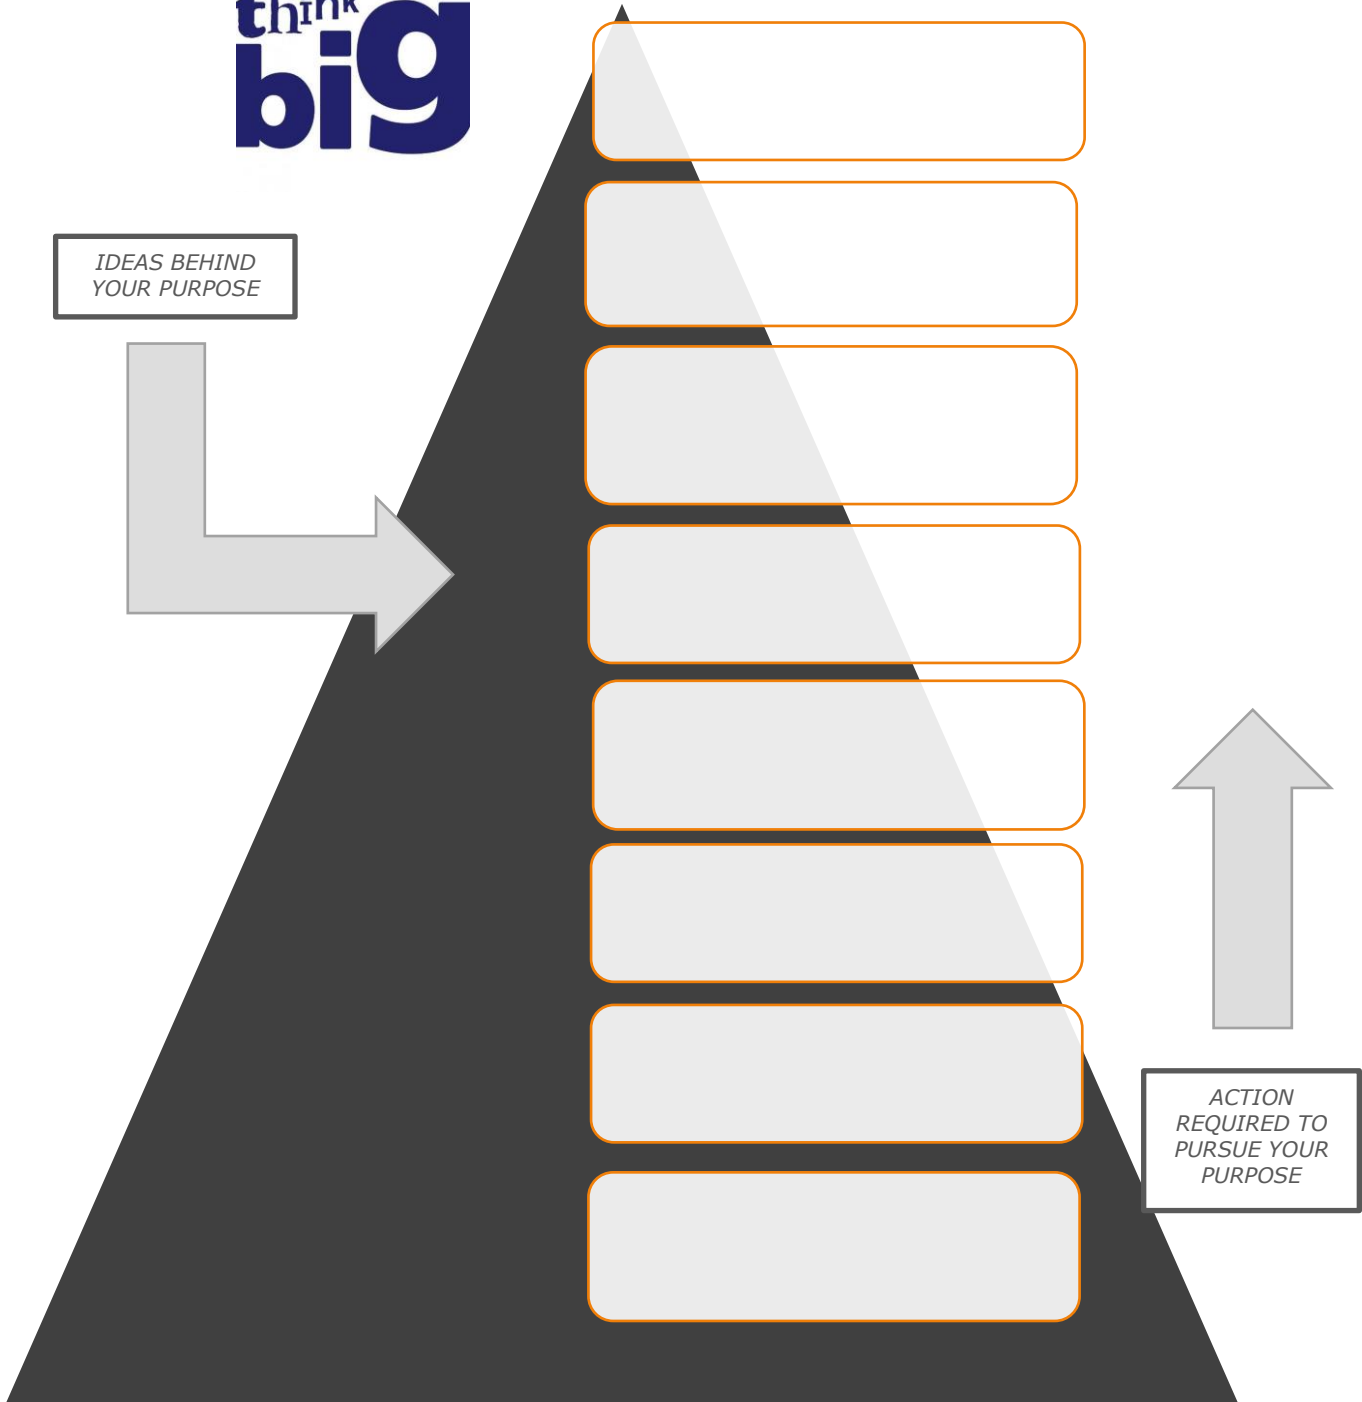 think
big
IDEAS BEHIND
YOUR PURPOSE
ACTION
REQUIRED TO
PURSUE YOUR
PURPOSE